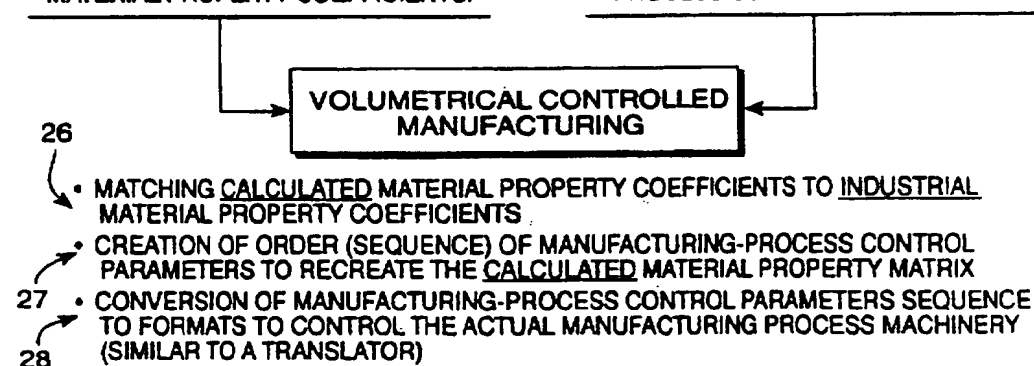 VOLUMETRICAL CONTROLLED
MANUFACTURING
26
• MATCHING CALCULATED MATERIAL PROPERTY COEFFICIENTS TO INDUSTRIAL
MATERIAL PROPERTY COEFFICIENTS
• CREATION OF ORDER (SEQUENCE) OF MANUFACTURING-PROCESS CONTROL
PARAMETERS TO RECREATE THE CALCULATED MATERIAL PROPERTY MATRIX
27
• CONVERSION OF MANUFACTURING-PROCESS CONTROL PARAMETERS SEQUENCE
TO FORMATS TO CONTROL THE ACTUAL MANUFACTURING PROCESS MACHINERY
(SIMILAR TO A TRANSLATOR)
28